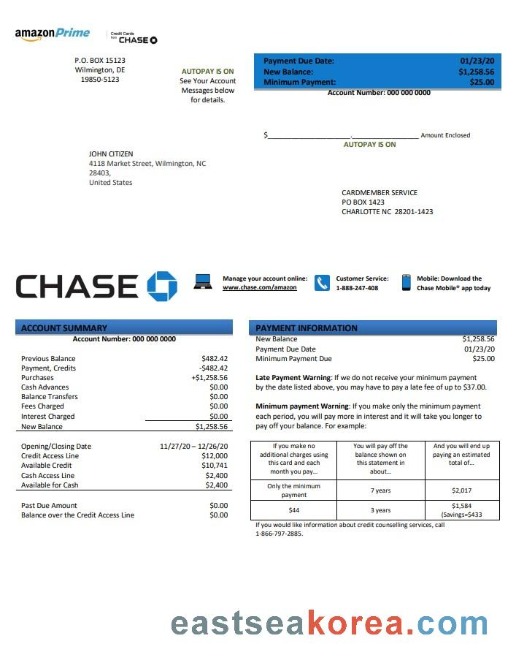 amazonPrime
Credit Cards
from CHASE
P.O. BOX 15123
Wilmington, DE
19850-5123
AUTOPAY IS ON
See Your Account
Messages below
for details.
Payment Due Date: 01/23/20
New Balance: $1,258.56
Minimum Payment: $25.00
Account Number: 000 000 0000
$ . Amount Enclosed
AUTOPAY IS ON
JOHN CITIZEN
4118 Market Street, Wilmington, NC
28403,
United States
CARDMEMBER SERVICE
PO BOX 1423
CHARLOTTE NC 28201-1423
CHASE
Manage your account online:
www.chase.com/amazon
Customer Service:
1-888-247-408
Mobile: Download the
Chase Mobile® app today
ACCOUNT SUMMARY
Account Number: 000 000 0000
Previous Balance $482.42
Payment, Credits -$482.42
Purchases +$1,258.56
Cash Advances $0.00
Balance Transfers $0.00
Fees Charged $0.00
Interest Charged $0.00
New Balance $1,258.56
Opening/Closing Date 11/27/20 – 12/26/20
Credit Access Line $12,000
Available Credit $10,741
Cash Access Line $2,400
Available for Cash $2,400
Past Due Amount $0.00
Balance over the Credit Access Line $0.00
PAYMENT INFORMATION
New Balance $1,258.56
Payment Due Date 01/23/20
Minimum Payment Due $25.00
Late Payment Warning: If we do not receive your minimum payment
by the date listed above, you may have to pay a late fee of up to $37.00.
Minimum payment Warning: If you make only the minimum payment
each period, you will pay more in interest and it will take you longer to
pay off your balance. For example:
If you make no
additional charges using
this card and each
month you pay...
You will pay off the
balance shown on
this statement in
about...
And you will end up
paying an estimated
total of...
Only the minimum
payment
7 years
$2,017
$44
3 years
$1,584
(Savings=$433
If you would like information about credit counselling services, call
1-866-797-2885.
eastseakorea.com